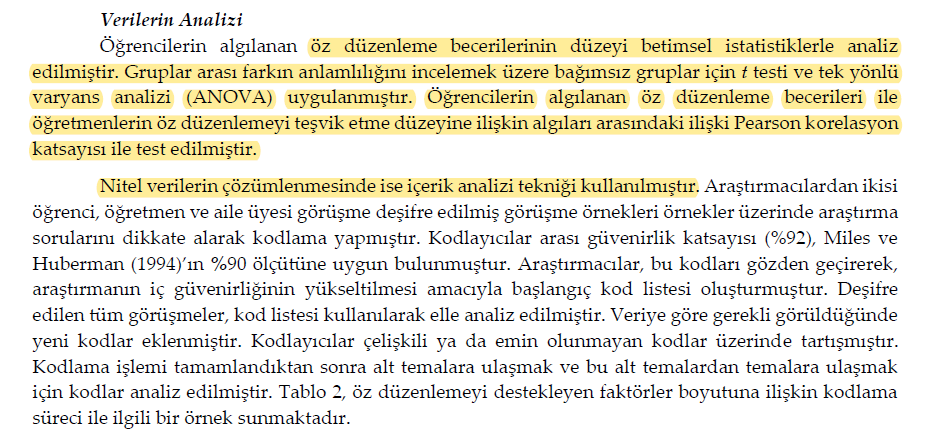 Verilerin Analizi
Öğrencilerin algılanan öz düzenleme becerilerinin düzeyi betimsel istatistiklerle analiz
edilmiştir. Gruplar arası farkın anlamlılığını incelemek üzere bağımsız gruplar için t testi ve tek yönlü
varyans analizi (ANOVA) uygulanmıştır. Öğrencilerin algılanan öz düzenleme becerileri ile
öğretmenlerin öz düzenlemeyi teşvik etme düzeyine ilişkin algıları arasındaki ilişki Pearson korelasyon
katsayısı ile test edilmiştir.
Nitel verilerin çözümlenmesinde ise içerik analizi tekniği kullanılmıştır. Araştırmacılardan ikisi
öğrenci, öğretmen ve aile üyesi görüşme deşifre edilmiş görüşme örnekleri örnekler üzerinde araştırma
sorularını dikkate alarak kodlama yapmıştır. Kodlayıcılar arası güvenirlik katsayısı (%92), Miles ve
Huberman (1994)'ın %90 ölçütüne uygun bulunmuştur. Araştırmacılar, bu kodları gözden geçirerek,
araştırmanın iç güvenirliğinin yükseltilmesi amacıyla başlangıç kod listesi oluşturmuştur. Deşifre
edilen tüm görüşmeler, kod listesi kullanılarak elle analiz edilmiştir. Veriye göre gerekli görüldüğünde
yeni kodlar eklenmiştir. Kodlayıcılar çelişkili ya da emin olunmayan kodlar üzerinde tartışmıştır.
Kodlama işlemi tamamlandıktan sonra alt temalara ulaşmak ve bu alt temalardan temalara ulaşmak
için kodlar analiz edilmiştir. Tablo 2, öz düzenlemeyi destekleyen faktörler boyutuna ilişkin kodlama
süreci ile ilgili bir örnek sunmaktadır.